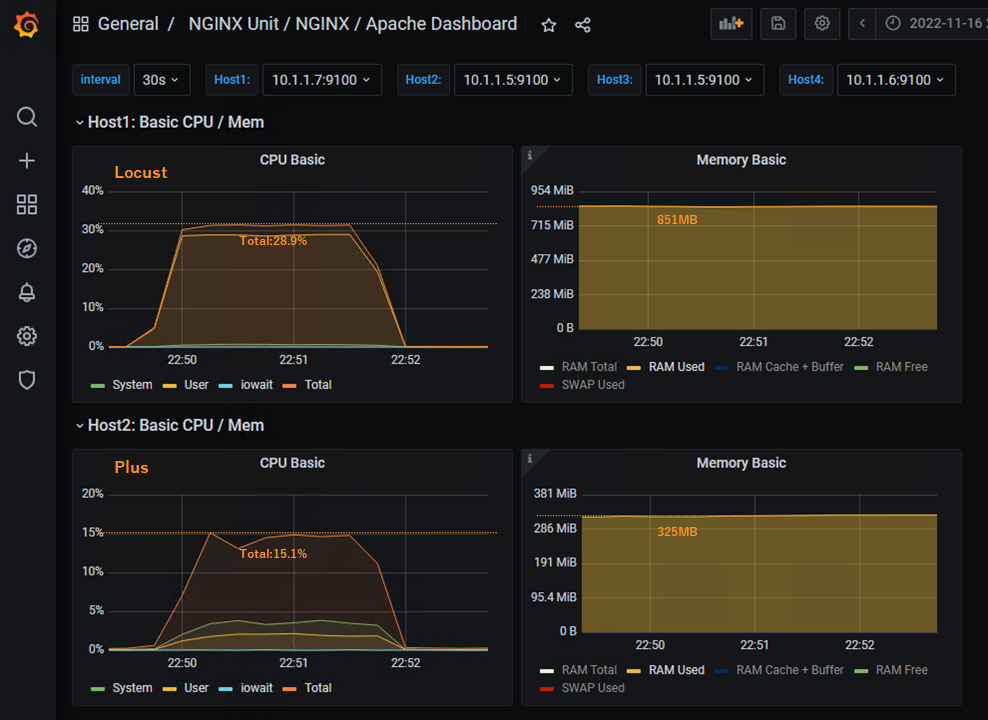 General / NGINX Unit / NGINX / Apache Dashboard
2022-11-16
interval 30s Host1: 10.1.1.7:9100 Host2: 10.1.1.5:9100 Host3: 10.1.1.5:9100 Host4: 10.1.1.6:9100
Host1: Basic CPU / Mem
CPU Basic
Locust
40%
30%
20%
10%
0%
Total:28.9%
22:50 22:51 22:52
System User iowait Total
Memory Basic
954 MiB
715 MiB
477 MiB
238 MiB
0 B
851MB
22:50 22:51 22:52
RAM Total RAM Used RAM Cache + Buffer RAM Free
SWAP Used
Host2: Basic CPU / Mem
CPU Basic
Plus
20%
15%
10%
5%
0%
Total:15.1%
22:50 22:51 22:52
System User iowait Total
Memory Basic
381 MiB
286 MiB
191 MiB
95.4 MiB
0 B
325MB
22:50 22:51 22:52
RAM Total RAM Used RAM Cache + Buffer RAM Free
SWAP Used